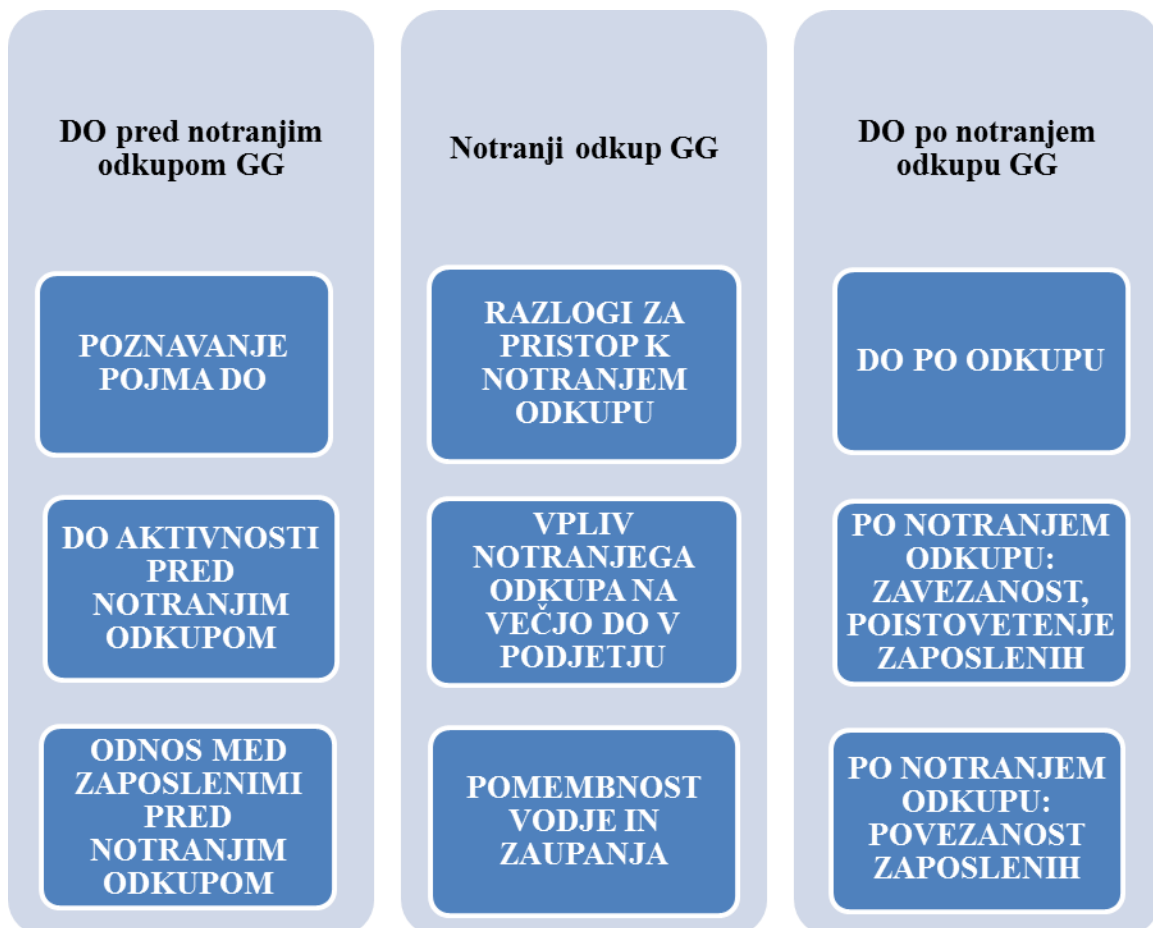 DO pred notranjim
odkupom GG
POZNAVANJE
POJMA DO
DO AKTIVNOSTI
PRED
NOTRANJIM
ODKUPOM
ODNOS MED
ZAPOSLENIMI
PRED
NOTRANJIM
ODKUPOM
Notranji odkup GG
RAZLOGI ZA
PRISTOP K
NOTRANJEM
ODKUPU
VPLIV
NOTRANJEGA
ODKUPA NA
VEČJO DO V
PODJETJU
POMEMBNOST
VODJE IN
ZAUPANJA
DO po notranjem
odkupu GG
DO PO ODKUPU
PO NOTRANJEM
ODKUPU:
ZAVEZANOST,
POISTOVETENJE
ZAPOSLENIH
PO NOTRANJEM
ODKUPU:
POVEZANOST
ZAPOSLENIH